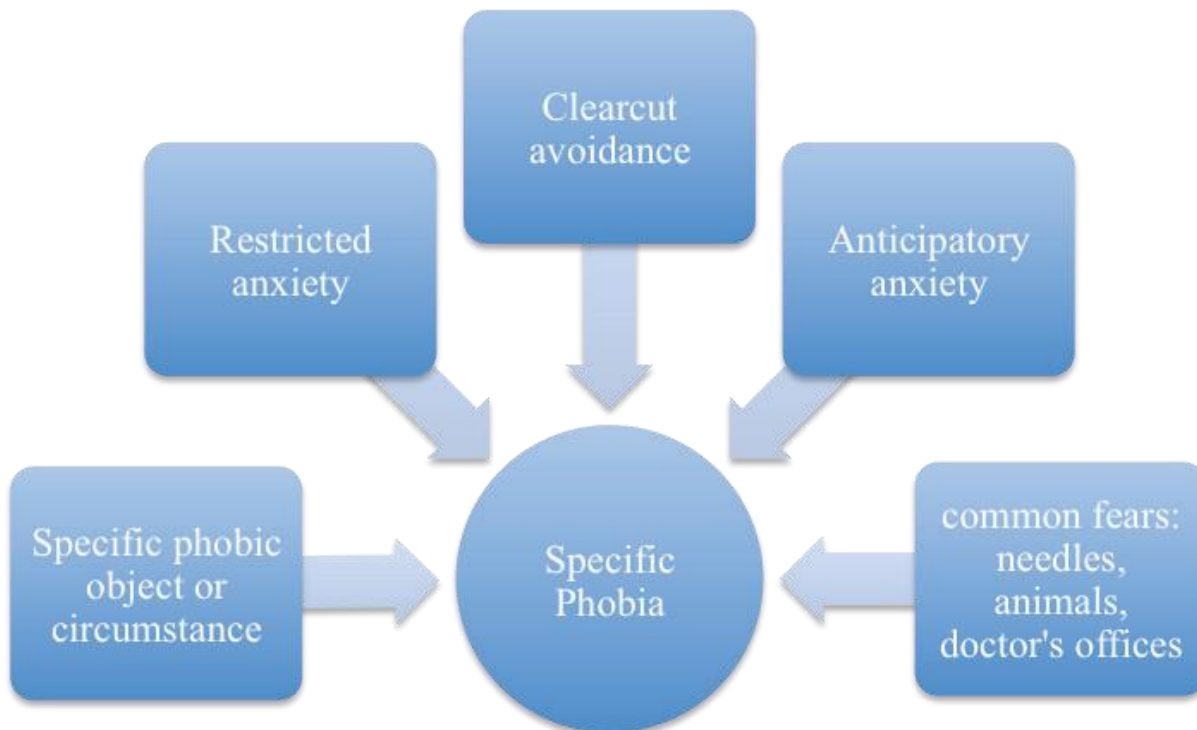 Clearcut
avoidance
Restricted
anxiety
Anticipatory
anxiety
Specific phobic
object or
circumstance
Specific
Phobia
common fears:
needles,
animals,
doctor's offices